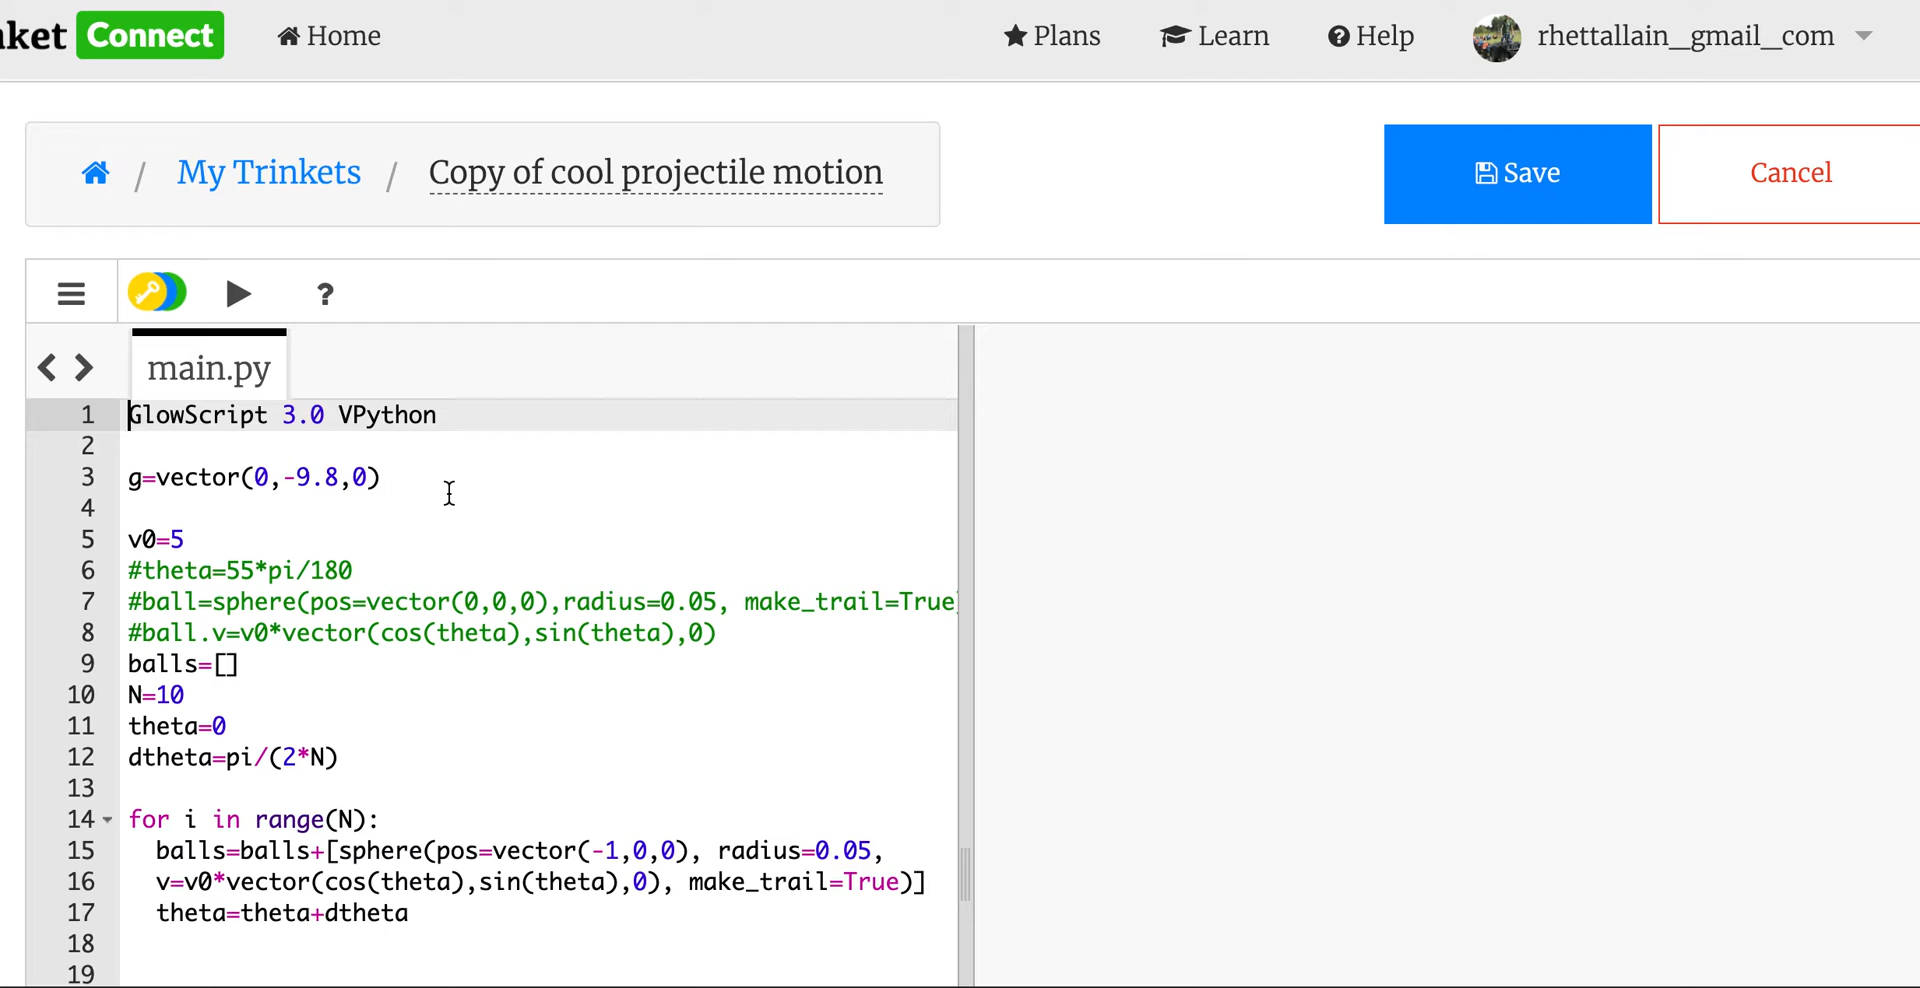 nket Connect Home Plans Learn Help rhettallain_gmail_com
/ My Trinkets / Copy of cool projectile motion Save Cancel
?
main.py
1 GlowScript 3.0 VPython
2
3 g=vector(0,-9.8,0)
4
5 v0=5
6 #theta=55*pi/180
7 #ball=sphere(pos=vector(0,0,0),radius=0.05, make_trail=True)
8 #ball.v=v0*vector(cos(theta),sin(theta),0)
9 balls=[]
10 N=10
11 theta=0
12 dtheta=pi/(2*N)
13
14 for i in range(N):
15 balls=balls+[sphere(pos=vector(-1,0,0), radius=0.05,
16 v=v0*vector(cos(theta),sin(theta),0), make_trail=True)]
17 theta=theta+dtheta
18
19